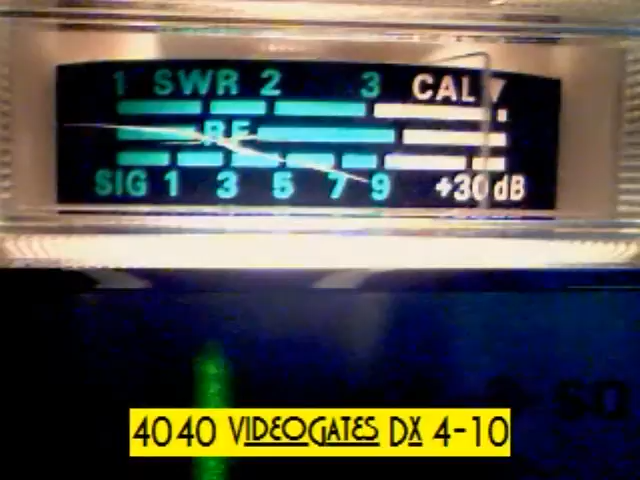 1 SWR 2 3 CAL
RF
SIG 1 3 5 7 9 +30 dB
SQ
4040 VIDEOGATES DX 4-10